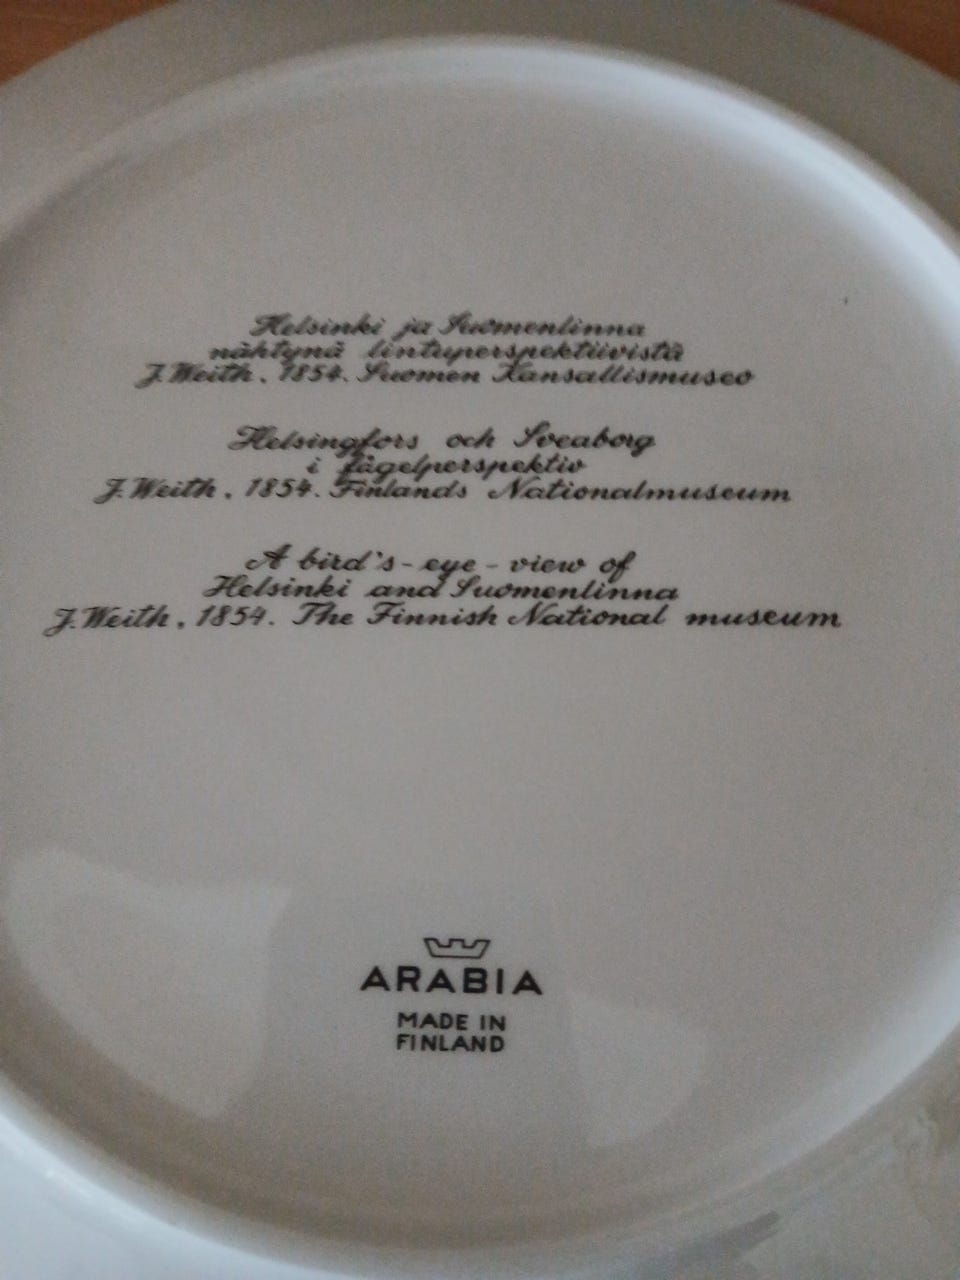 Helsinki ja Suomenlinna
nähtynä lintuperspektiivistä
J. Weith. 1854. Suomen Kansallismuseo
Helsingfors och Sveaborg
i fågelperspektiv
J. Weith. 1854. Finlands Nationalmuseum
A bird's-eye-view of
Helsinki and Suomenlinna
J. Weith. 1854. The Finnish National museum
ARABIA
MADE IN
FINLAND